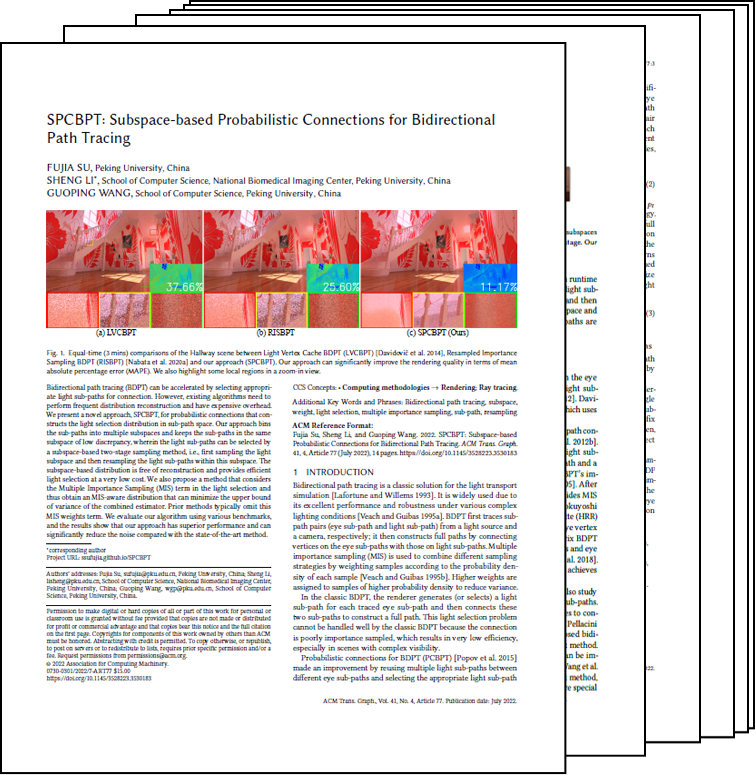 SPCBPT: Subspace-based Probabilistic Connections for Bidirectional
Path Tracing
FUJIA SU, Peking University, China
SHENG LI*, School of Computer Science, National Biomedical Imaging Center, Peking University, China
GUOPING WANG, School of Computer Science, Peking University, China
37.66%
25.60%
11.17%
(a) LVCBPT
(b) RISBPT
(c) SPCBPT (Ours)
Fig. 1. Equal-time (3 mins) comparisons of the Hallway scene between Light Vertex Cache BDPT (LVCBPT) [Davidovič et al. 2014], Resampled Importance
Sampling BDPT (RISBPT) [Nabata et al. 2020a] and our approach (SPCBPT). Our approach can significantly improve the rendering quality in terms of mean
absolute percentage error (MAPE). We also highlight some local regions in a zoom-in view.
Bidirectional path tracing (BDPT) can be accelerated by selecting appropri-
ate light sub-paths for connection. However, existing algorithms need to
perform frequent distribution reconstruction and have expensive overhead.
We present a novel approach, SPCBPT, for probabilistic connections that con-
structs the light selection distribution in sub-path space. Our approach bins
the sub-paths into multiple subspaces and keeps the sub-paths in the same
subspace of low discrepancy, wherein the light sub-paths can be selected by
a subspace-based two-stage sampling method, i.e., first sampling the light
subspace and then resampling the light sub-paths within this subspace. The
subspace-based distribution is free of reconstruction and provides efficient
light selection at a very low cost. We also propose a method that considers
the Multiple Importance Sampling (MIS) term in the light selection and
thus obtain an MIS-aware distribution that can minimize the upper bound
of variance of the combined estimator. Prior methods typically omit this
MIS weights term. We evaluate our algorithm using various benchmarks,
and the results show that our approach has superior performance and can
significantly reduce the noise compared with the state-of-the-art method.
*corresponding author
Project URL: ssufujia.github.io/SPCBPT
Authors' addresses: Fujia Su, ssfujia@pku.edu.cn, Peking University, China; Sheng Li,
lisheng@pku.edu.cn, School of Computer Science, National Biomedical Imaging Center,
Peking University, China; Guoping Wang, wgp@pku.edu.cn, School of Computer
Science, Peking University, China.
Permission to make digital or hard copies of all or part of this work for personal or
classroom use is granted without fee provided that copies are not made or distributed
for profit or commercial advantage and that copies bear this notice and the full citation
on the first page. Copyrights for components of this work owned by others than ACM
must be honored. Abstracting with credit is permitted. To copy otherwise, or republish,
to post on servers or to redistribute to lists, requires prior specific permission and/or a
fee. Request permissions from permissions@acm.org.
© 2022 Association for Computing Machinery.
0730-0301/2022/7-ART77 $15.00
https://doi.org/10.1145/3528223.3530183
CCS Concepts: • Computing methodologies → Rendering; Ray tracing.
Additional Key Words and Phrases: Bidirectional path tracing, subspace,
weight, light selection, multiple importance sampling, sub-path, resampling
ACM Reference Format:
Fujia Su, Sheng Li, and Guoping Wang. 2022. SPCBPT: Subspace-based
Probabilistic Connections for Bidirectional Path Tracing. ACM Trans. Graph.
41, 4, Article 77 (July 2022), 14 pages. https://doi.org/10.1145/3528223.3530183
1 INTRODUCTION
Bidirectional path tracing is a classic solution for the light transport
simulation [Lafortune and Willems 1993]. It is widely used due to
its excellent performance and robustness under various complex
lighting conditions [Veach and Guibas 1995a]. BDPT first traces sub-
path pairs (eye sub-path and light sub-path) from a light source and
a camera, respectively; it then constructs full paths by connecting
vertices on the eye sub-paths with those on light sub-paths. Multiple
importance sampling (MIS) is used to combine different sampling
strategies by weighting samples according to the probability den-
sity of each sample [Veach and Guibas 1995b]. Higher weights are
assigned to samples of higher probability density to reduce variance.
In the classic BDPT, the renderer generates (or selects) a light
sub-path for each traced eye sub-path and then connects these
two sub-paths to construct a full path. This light selection problem
cannot be handled well by the classic BDPT because the connection
is poorly importance sampled, which results in very low efficiency,
especially in scenes with complex visibility.
Probabilistic connections for BDPT (PCBPT) [Popov et al. 2015]
made an improvement by reusing multiple light sub-paths between
different eye sub-paths and selecting the appropriate light sub-path
ACM Trans. Graph., Vol. 41, No. 4, Article 77. Publication date: July 2022.